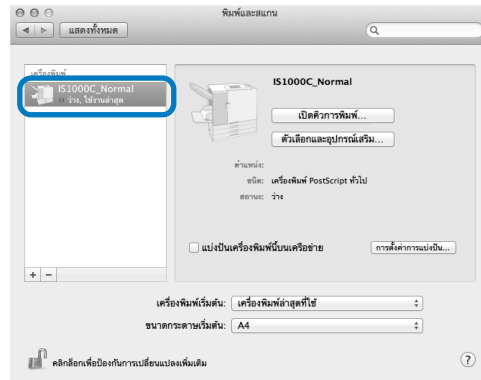 พิมพ์และสแกน
แสดงทั้งหมด
เครื่องพิมพ์
IS1000C_Normal
ว่าง, ใช้งานล่าสุด
IS1000C_Normal
เปิดคิวการพิมพ์...
ตัวเลือกและอุปกรณ์เสริม...
ตำแหน่ง:
ชนิด: เครื่องพิมพ์ PostScript ทั่วไป
สถานะ: ว่าง
แบ่งปันเครื่องพิมพ์นี้บนเครือข่าย
การตั้งค่าการแบ่งปัน...
+ −
เครื่องพิมพ์เริ่มต้น: เครื่องพิมพ์ล่าสุดที่ใช้
ขนาดกระดาษเริ่มต้น: A4
คลิกล็อกเพื่อป้องกันการเปลี่ยนแปลงเพิ่มเติม
?